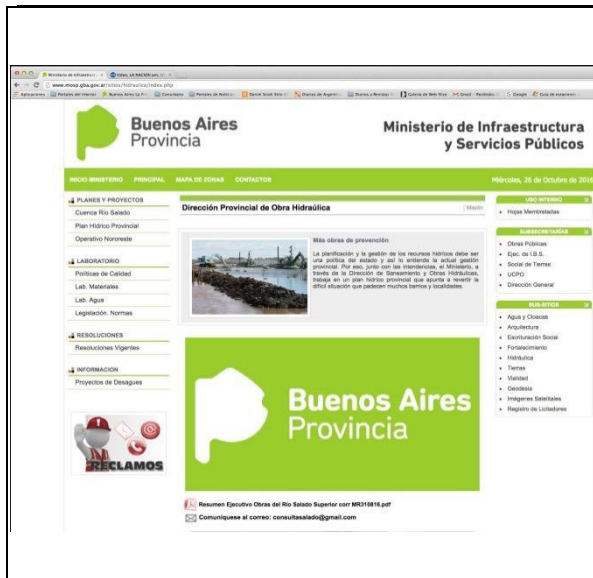 www.mosp.gba.gov.ar/sitios/hidraulica/index.php
Buenos Aires
Provincia
Ministerio de Infraestructura
y Servicios Públicos
INICIO MINISTERIO PRINCIPAL MAPA DE ZONAS CONTACTOS
Miércoles, 26 de Octubre de 2016
PLANES Y PROYECTOS
Cuenca Río Salado
Plan Hídrico Provincial
Operativo Noroeste
LABORATORIO
Políticas de Calidad
Lab. Materiales
Lab. Agua
Legislación. Normas
RESOLUCIONES
Resoluciones Vigentes
INFORMACION
Proyectos de Desagues
RECLAMOS
Dirección Provincial de Obra Hidraúlica
Misión
Más obras de prevención
La planificación y la gestión de los recursos hídricos debe ser
una política del estado y así lo entiende la actual gestión
provincial. Por eso, junto con las intendencias, el Ministerio, a
través de la Dirección de Saneamiento y Obras Hidráulicas,
trabaja en un plan hídrico provincial que apunta a revertir la
difícil situación que padecen muchos barrios y localidades.
Buenos Aires
Provincia
Resumen Ejecutivo Obras del Rio Salado Superior corr MR310816.pdf
Comuníquese al correo: consultasalado@gmail.com
USO INTERNO
Hojas Membretadas
SUBSECRETARÍAS
Obras Públicas
Ejec. de I.B.S.
Social de Tierras
UCPO
Dirección General
SUB-SITIOS
Agua y Cloacas
Arquitectura
Escrituración Social
Fortalecimiento
Hidráulica
Tierras
Vialidad
Geodesia
Imágenes Satelitales
Registro de Licitadores